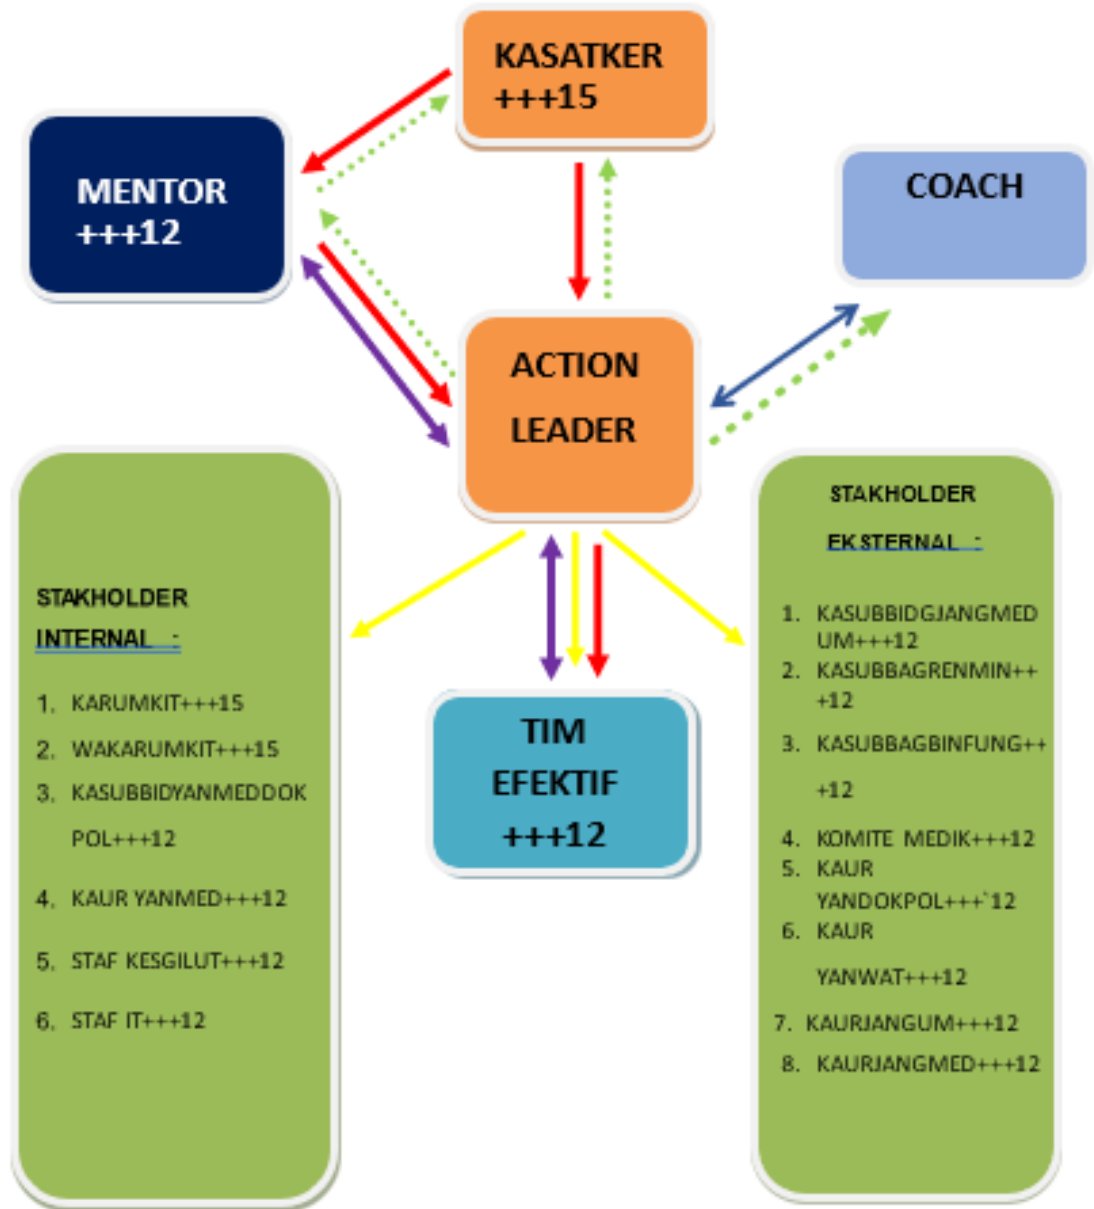 KASATKER
+++15
MENTOR
+++12
COACH
ACTION
LEADER
STAKHOLDER
INTERNAL :
1. KARUMKIT+++15
2. WAKARUMKIT+++15
3. KASUBBIDYANMEDDOK
POL+++12
4. KAUR YANMED+++12
5. STAF KESGILUT+++12
6. STAF IT+++12
TIM
EFEKTIF
+++12
STAKHOLDER
EKSTERNAL :
1. KASUBBIDGJANGMED
UM+++12
2. KASUBBAGRENMIN++
+12
3. KASUBBAGBINFUNG++
+12
4. KOMITE MEDIK+++12
5. KAUR
YANDOKPOL+++`12
6. KAUR
YANWAT+++12
7. KAURJANGUM+++12
8. KAURJANGMED+++12